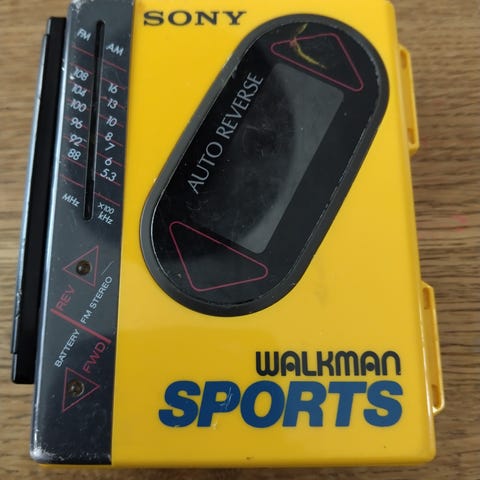 SONY
FM AM
108 16
104 13
100 10
96 8
92 7
88 6
5.3
MHz ×100 kHz
AUTO REVERSE
REV
FM STEREO
BATTERY
FWD
WALKMAN
SPORTS